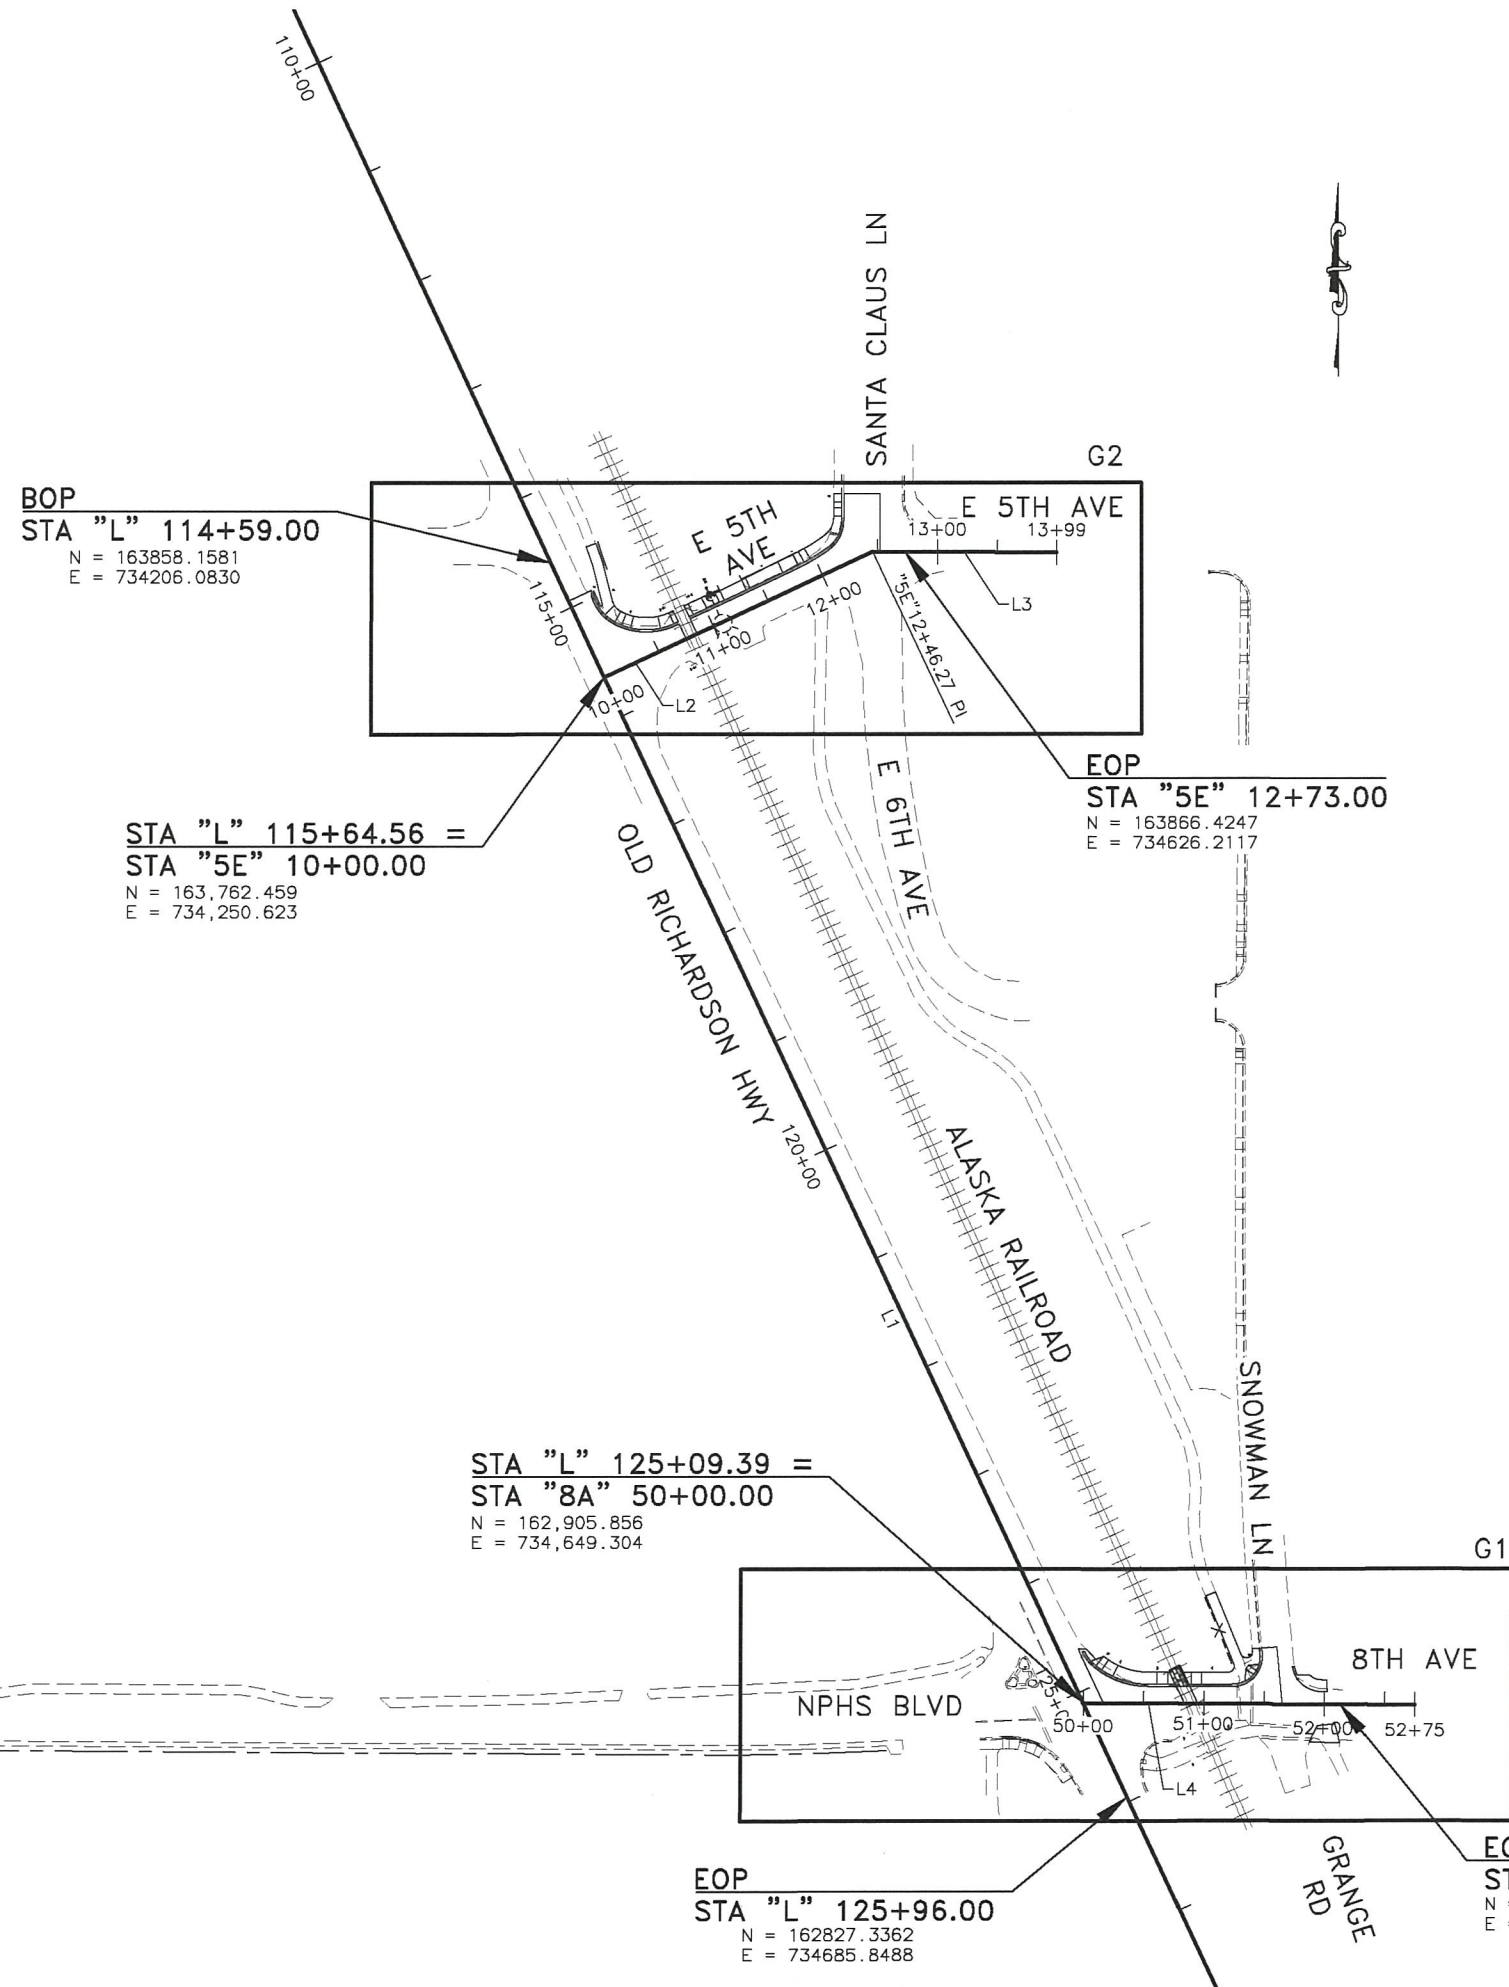 110+00
SANTA CLAUS LN
G2
BOP
STA "L" 114+59.00
N = 163858.1581
E = 734206.0830
E 5TH
AVE
E 5TH AVE
13+00
13+99
115+00
12+00
L3
"5E"12+46.27 PI
11+00
10+00
L2
EOP
STA "5E" 12+73.00
N = 163866.4247
E = 734626.2117
E 6TH AVE
STA "L" 115+64.56 =
STA "5E" 10+00.00
N = 163,762.459
E = 734,250.623
OLD RICHARDSON HWY
120+00
ALASKA RAILROAD
L1
SNOWMAN LN
STA "L" 125+09.39 =
STA "8A" 50+00.00
N = 162,905.856
E = 734,649.304
G1
8TH AVE
NPHS BLVD
50+00
51+00
52+00
52+75
L4
GRANGE
RD
EOP
STA "L" 125+96.00
N = 162827.3362
E = 734685.8488
N
E